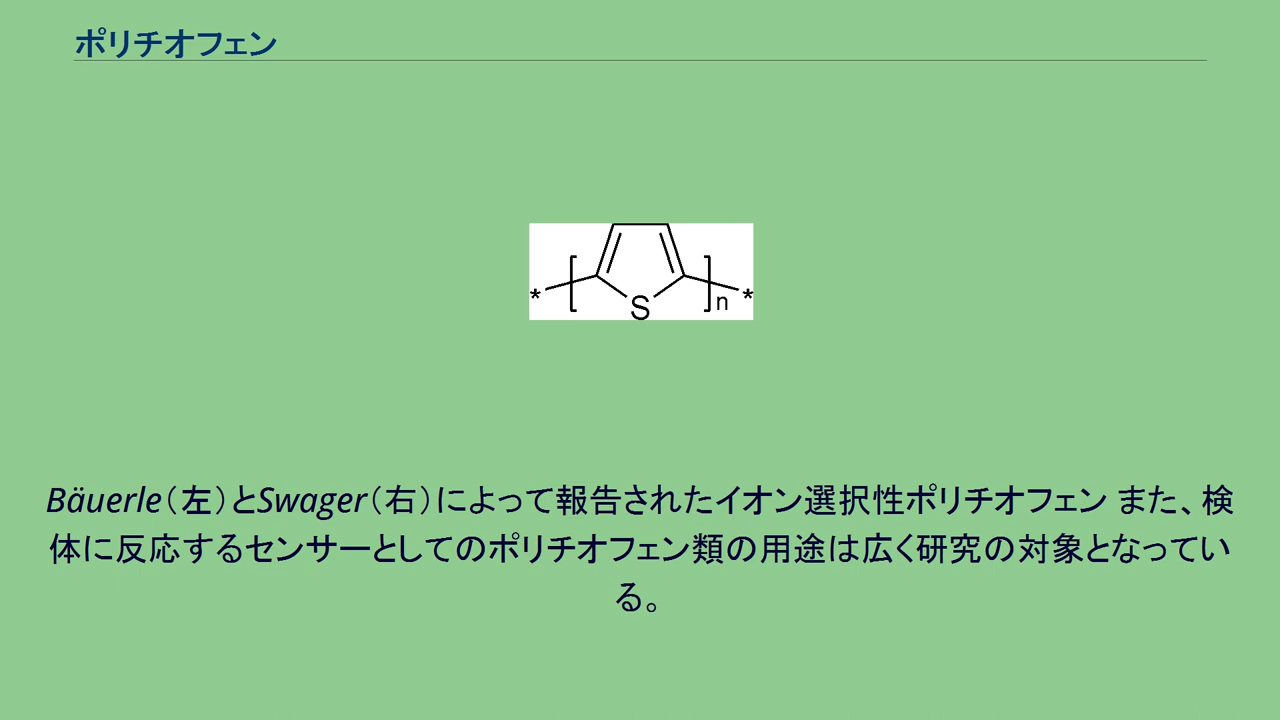 ポリチオフェン
* [ S ] n *
Bäuerle（左）とSwager（右）によって報告されたイオン選択性ポリチオフェン また、検
体に反応するセンサーとしてのポリチオフェン類の用途は広く研究の対象となってい
る。